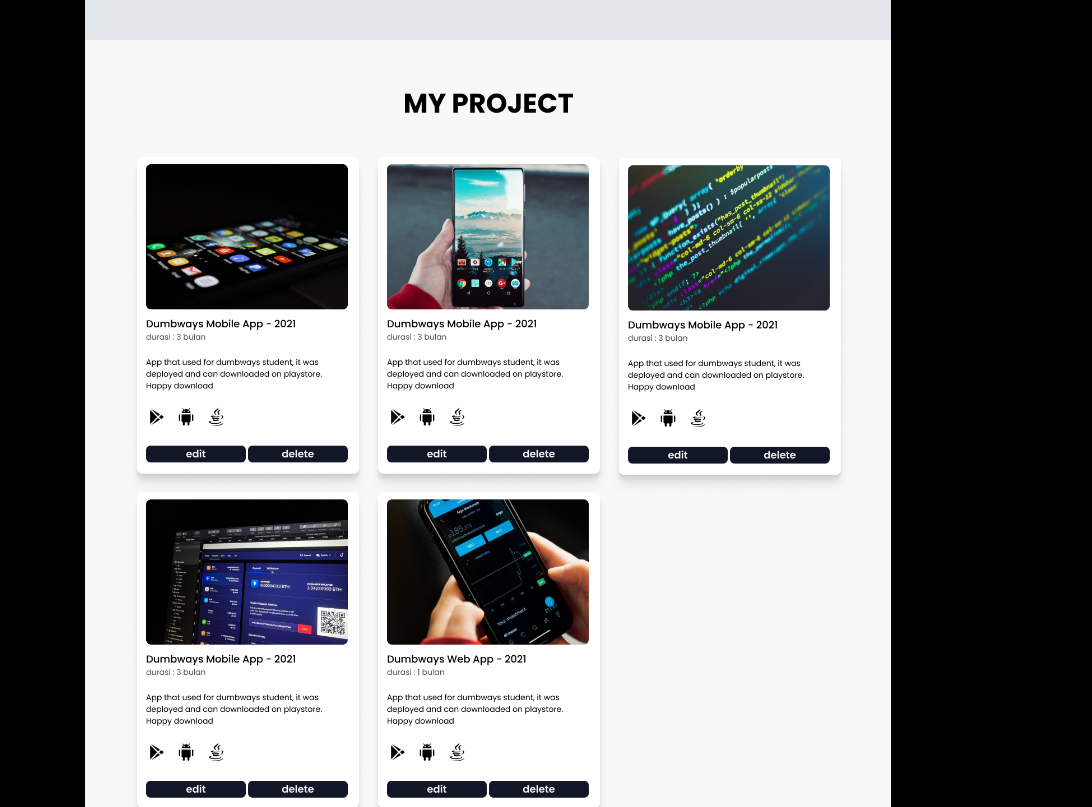 MY PROJECT
Dumbways Mobile App - 2021
durasi : 3 bulan
App that used for dumbways student, it was
deployed and can downloaded on playstore.
Happy download
edit delete
Dumbways Mobile App - 2021
durasi : 3 bulan
App that used for dumbways student, it was
deployed and can downloaded on playstore.
Happy download
edit delete
Dumbways Mobile App - 2021
durasi : 3 bulan
App that used for dumbways student, it was
deployed and can downloaded on playstore.
Happy download
edit delete
Dumbways Mobile App - 2021
durasi : 3 bulan
App that used for dumbways student, it was
deployed and can downloaded on playstore.
Happy download
edit delete
Dumbways Web App - 2021
durasi : 1 bulan
App that used for dumbways student, it was
deployed and can downloaded on playstore.
Happy download
edit delete